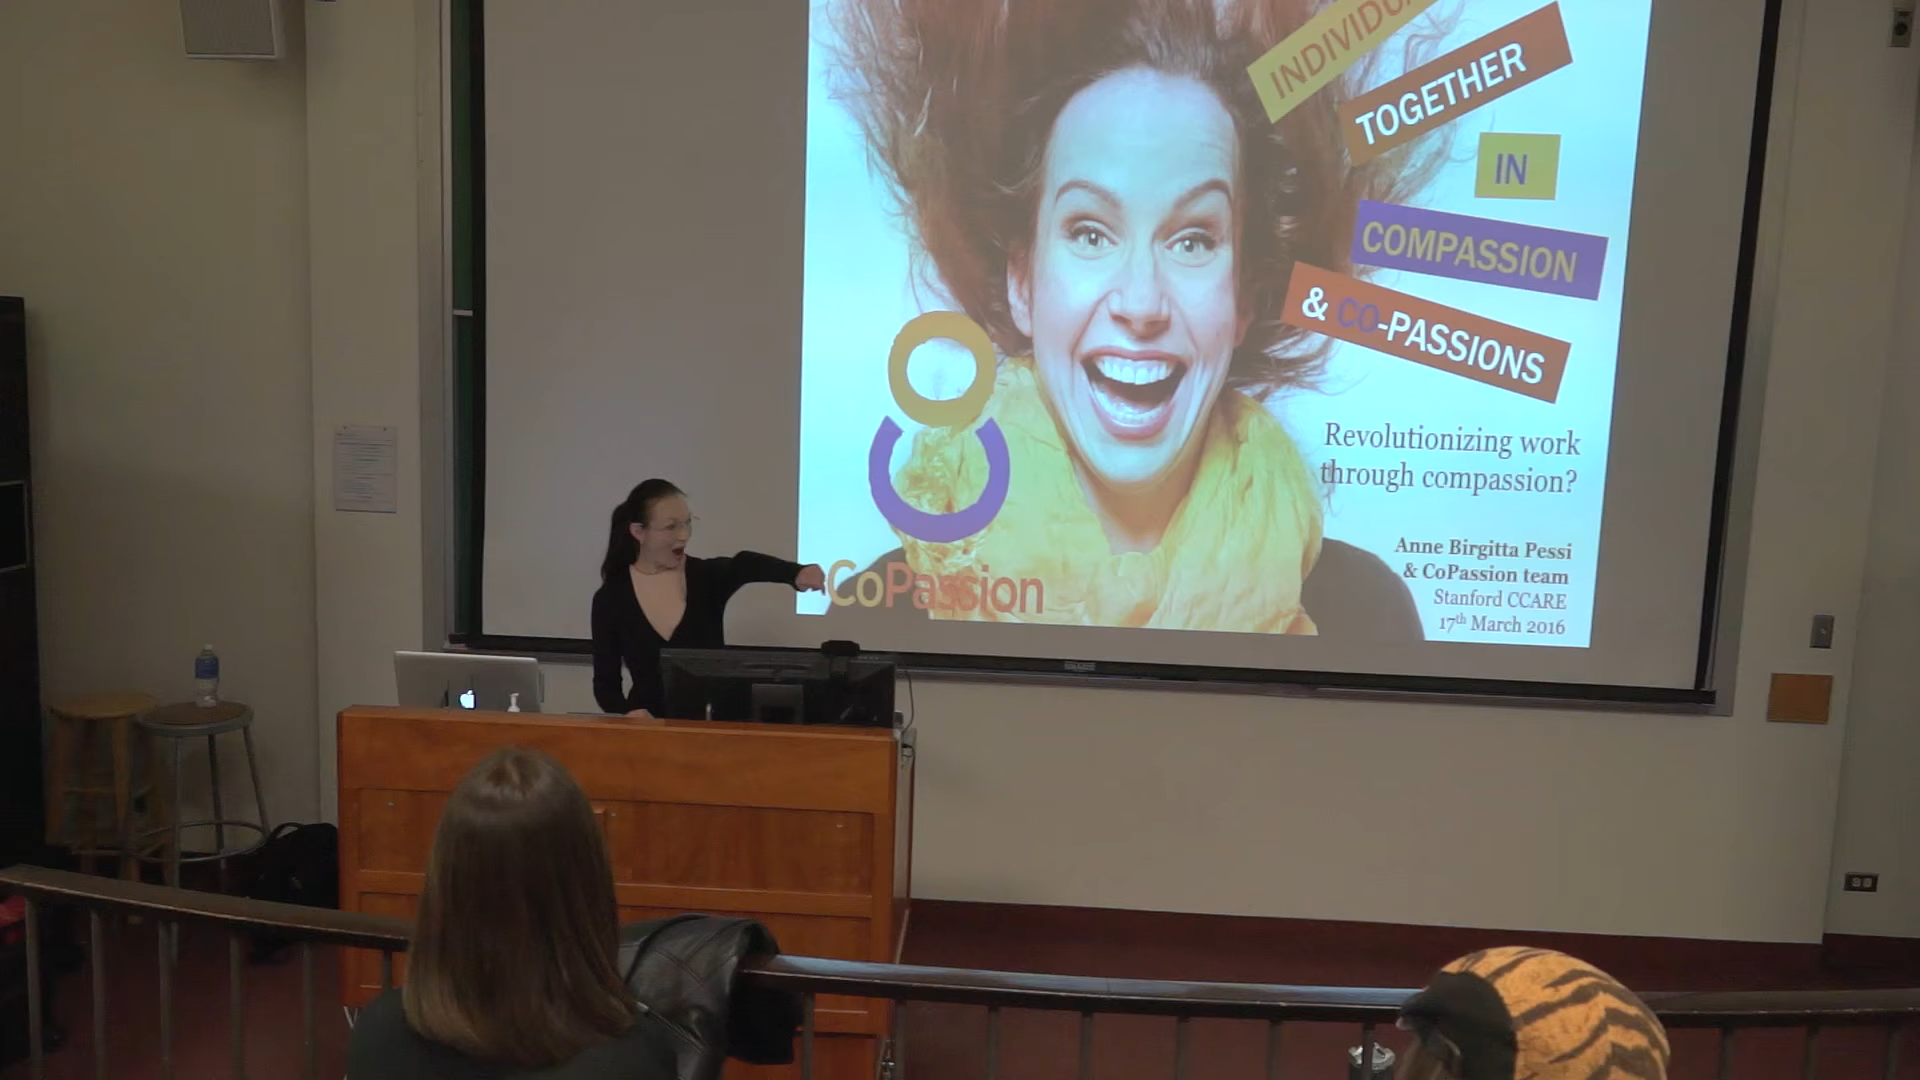 TOGETHER
IN
COMPASSION
& CO-PASSIONS
Revolutionizing work
through compassion?
Anne Birgitta Pessi
& CoPassion team
Stanford CCARE
17th March 2016
CoPassion